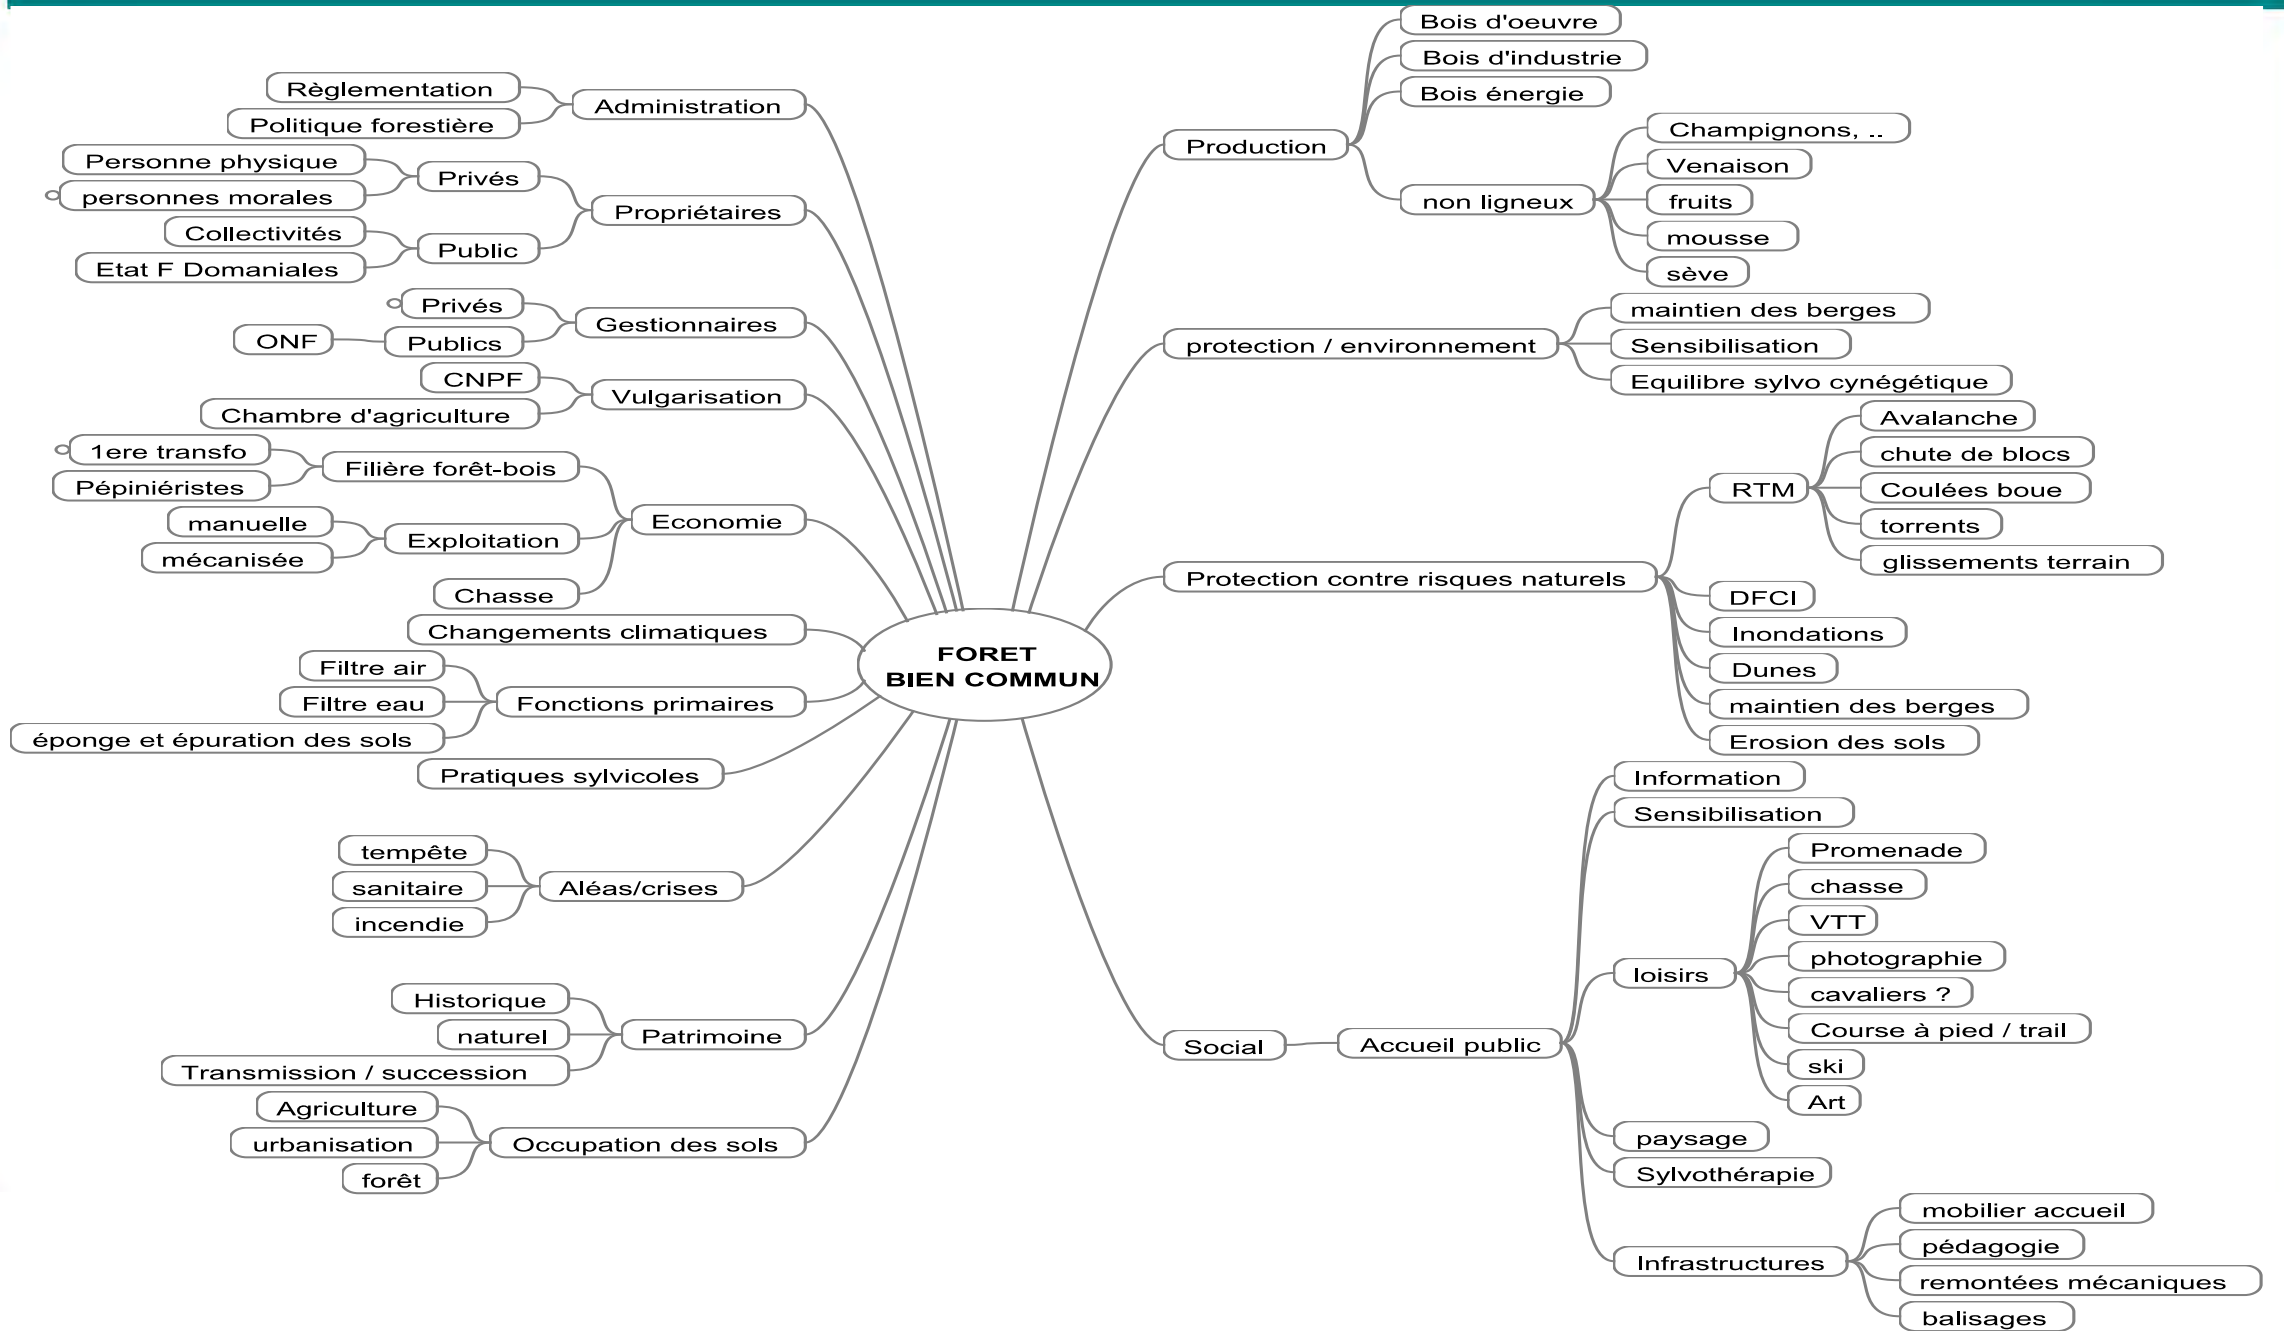 FORET
BIEN COMMUN
Administration
Règlementation
Politique forestière
Propriétaires
Privés
Personne physique
personnes morales
Public
Collectivités
Etat F Domaniales
Gestionnaires
Privés
Publics
ONF
Vulgarisation
CNPF
Chambre d'agriculture
Economie
Filière forêt-bois
1ere transfo
Pépiniéristes
Exploitation
manuelle
mécanisée
Chasse
Changements climatiques
Fonctions primaires
Filtre air
Filtre eau
éponge et épuration des sols
Pratiques sylvicoles
Aléas/crises
tempête
sanitaire
incendie
Patrimoine
Historique
naturel
Transmission / succession
Occupation des sols
Agriculture
urbanisation
forêt
Production
Bois d'oeuvre
Bois d'industrie
Bois énergie
non ligneux
Champignons, ..
Venaison
fruits
mousse
sève
protection / environnement
maintien des berges
Sensibilisation
Equilibre sylvo cynégétique
Protection contre risques naturels
RTM
Avalanche
chute de blocs
Coulées boue
torrents
glissements terrain
DFCI
Inondations
Dunes
maintien des berges
Erosion des sols
Social
Accueil public
Information
Sensibilisation
loisirs
Promenade
chasse
VTT
photographie
cavaliers ?
Course à pied / trail
ski
Art
paysage
Sylvothérapie
Infrastructures
mobilier accueil
pédagogie
remontées mécaniques
balisages